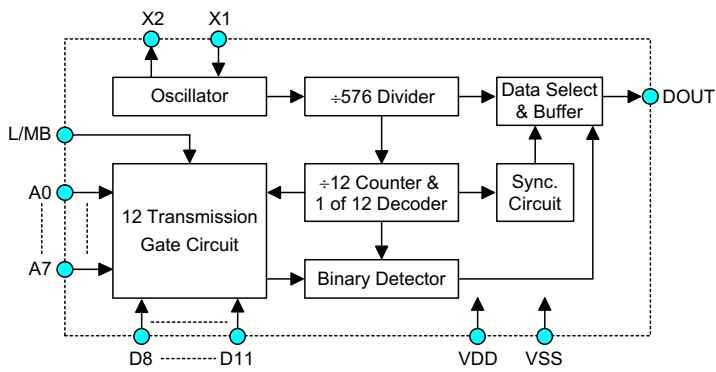 X2 X1
Oscillator
÷576 Divider
Data Select
& Buffer
DOUT
L/MB
A0
12 Transmission
Gate Circuit
÷12 Counter &
1 of 12 Decoder
Sync.
Circuit
A7
Binary Detector
D8 D11 VDD VSS